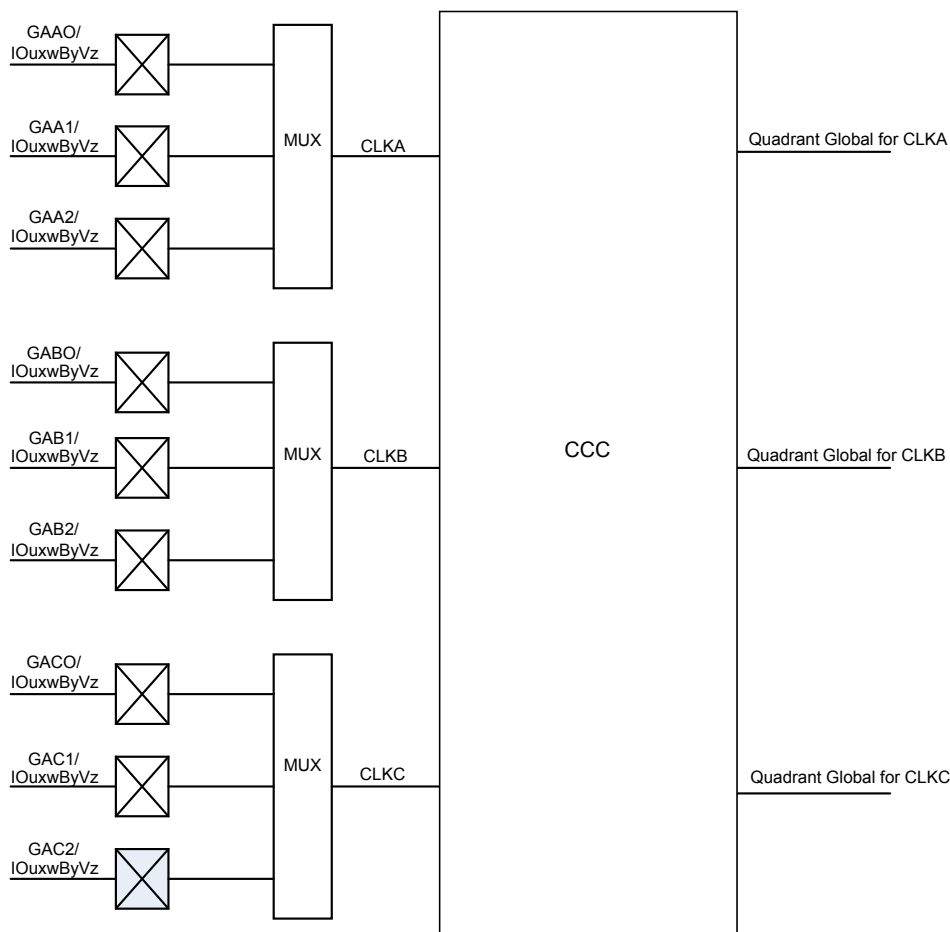 GAAO/
IOuxwByVz
GAA1/
IOuxwByVz
GAA2/
IOuxwByVz
MUX
CLKA
Quadrant Global for CLKA
GABO/
IOuxwByVz
GAB1/
IOuxwByVz
GAB2/
IOuxwByVz
MUX
CLKB
CCC
Quadrant Global for CLKB
GACO/
IOuxwByVz
GAC1/
IOuxwByVz
GAC2/
IOuxwByVz
MUX
CLKC
Quadrant Global for CLKC